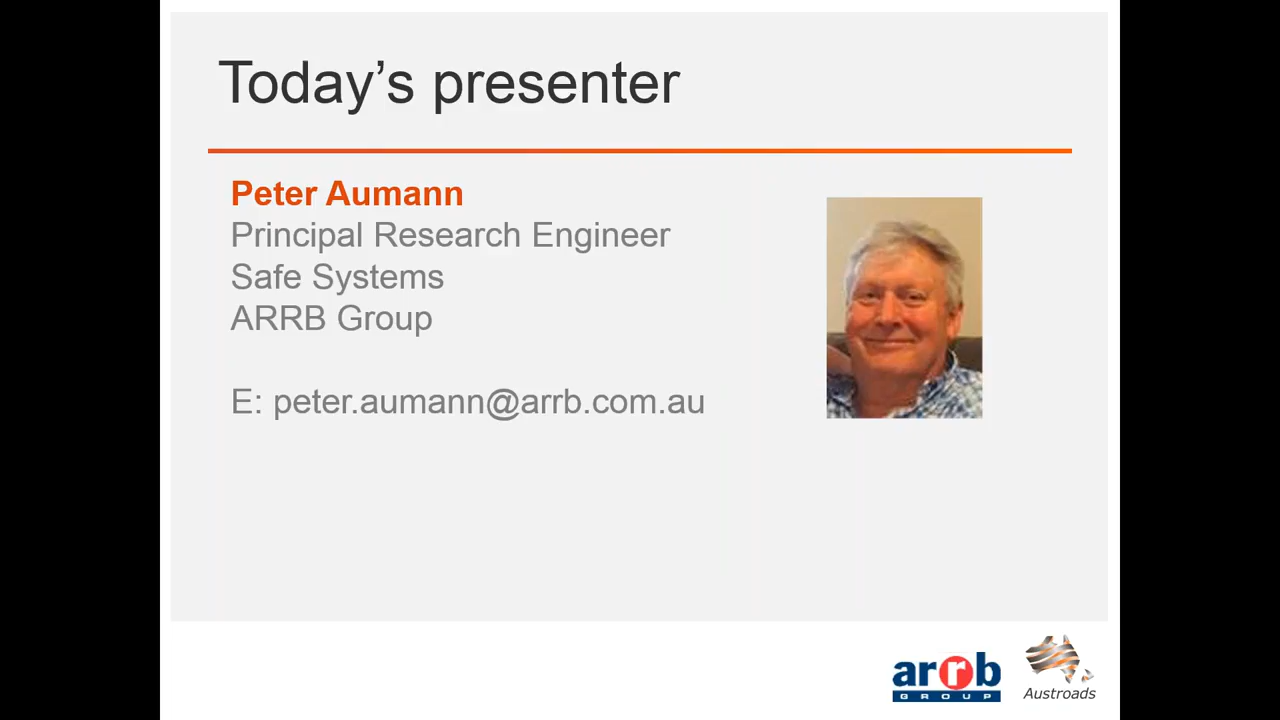 Today’s presenter
Peter Aumann
Principal Research Engineer
Safe Systems
ARRB Group
E: peter.aumann@arrb.com.au
arrb
GROUP
Austroads